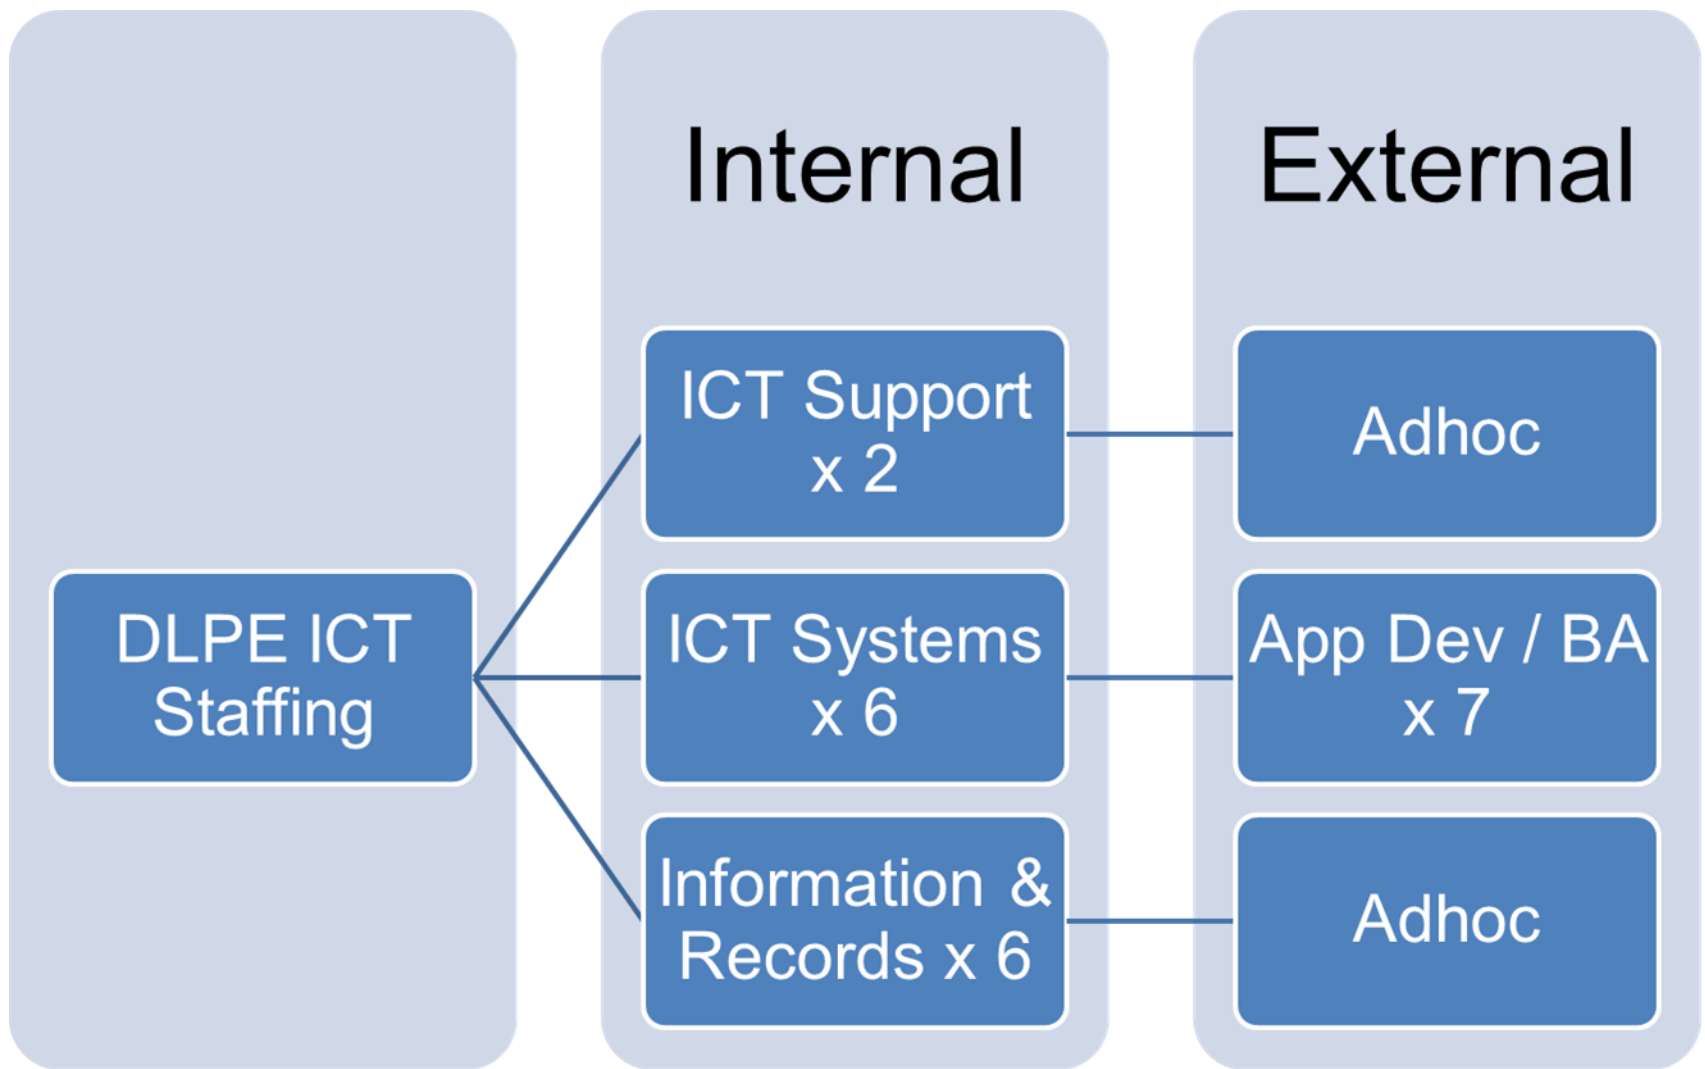 Internal
External
ICT Support
x 2
Adhoc
DLPE ICT
Staffing
ICT Systems
x 6
App Dev / BA
x 7
Information &
Records x 6
Adhoc